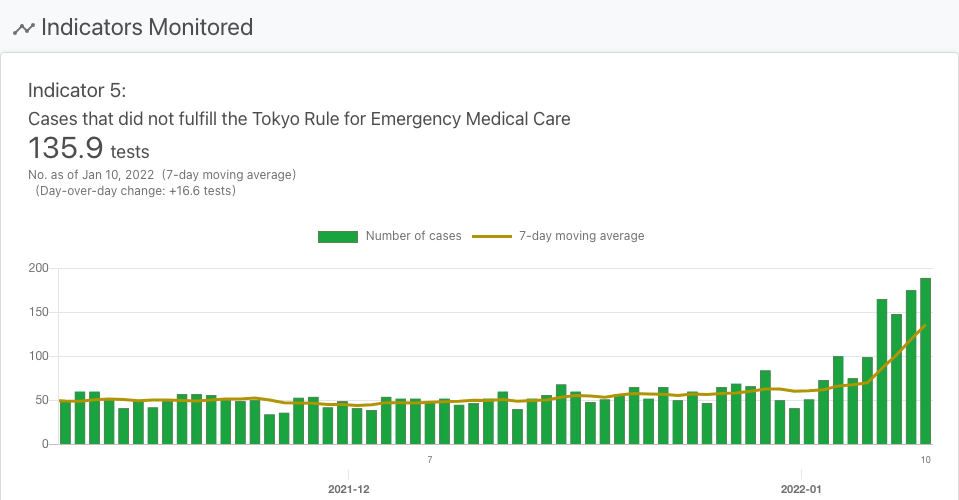 Indicators Monitored
Indicator 5:
Cases that did not fulfill the Tokyo Rule for Emergency Medical Care
135.9 tests
No. as of Jan 10, 2022 (7-day moving average)
(Day-over-day change: +16.6 tests)
Number of cases 7-day moving average
200
150
100
50
0
7 10
2021-12 2022-01